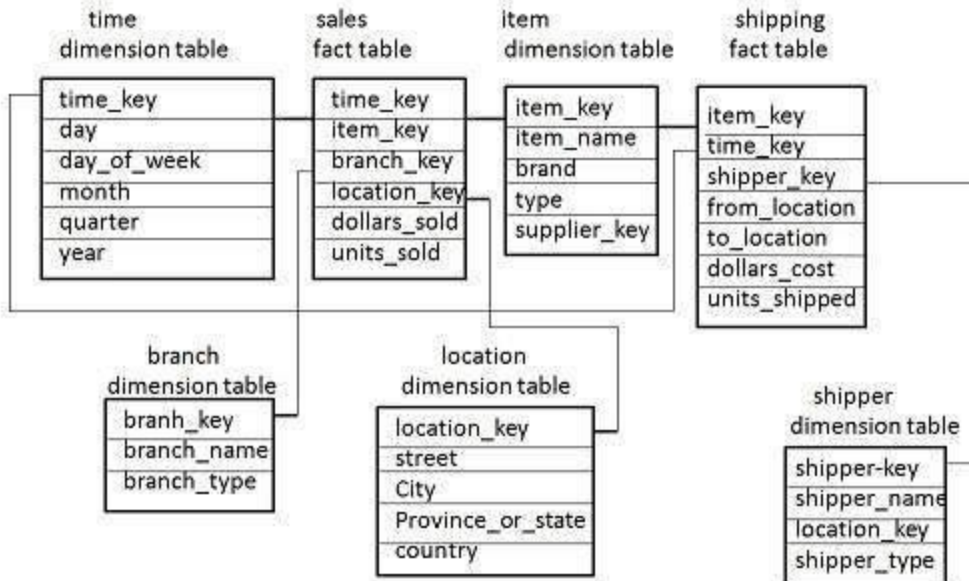 time
dimension table
time_key
day
day_of_week
month
quarter
year
sales
fact table
time_key
item_key
branch_key
location_key
dollars_sold
units_sold
item
dimension table
item_key
item_name
brand
type
supplier_key
shipping
fact table
item_key
time_key
shipper_key
from_location
to_location
dollars_cost
units_shipped
branch
dimension table
branh_key
branch_name
branch_type
location
dimension table
location_key
street
City
Province_or_state
country
shipper
dimension table
shipper-key
shipper_name
location_key
shipper_type